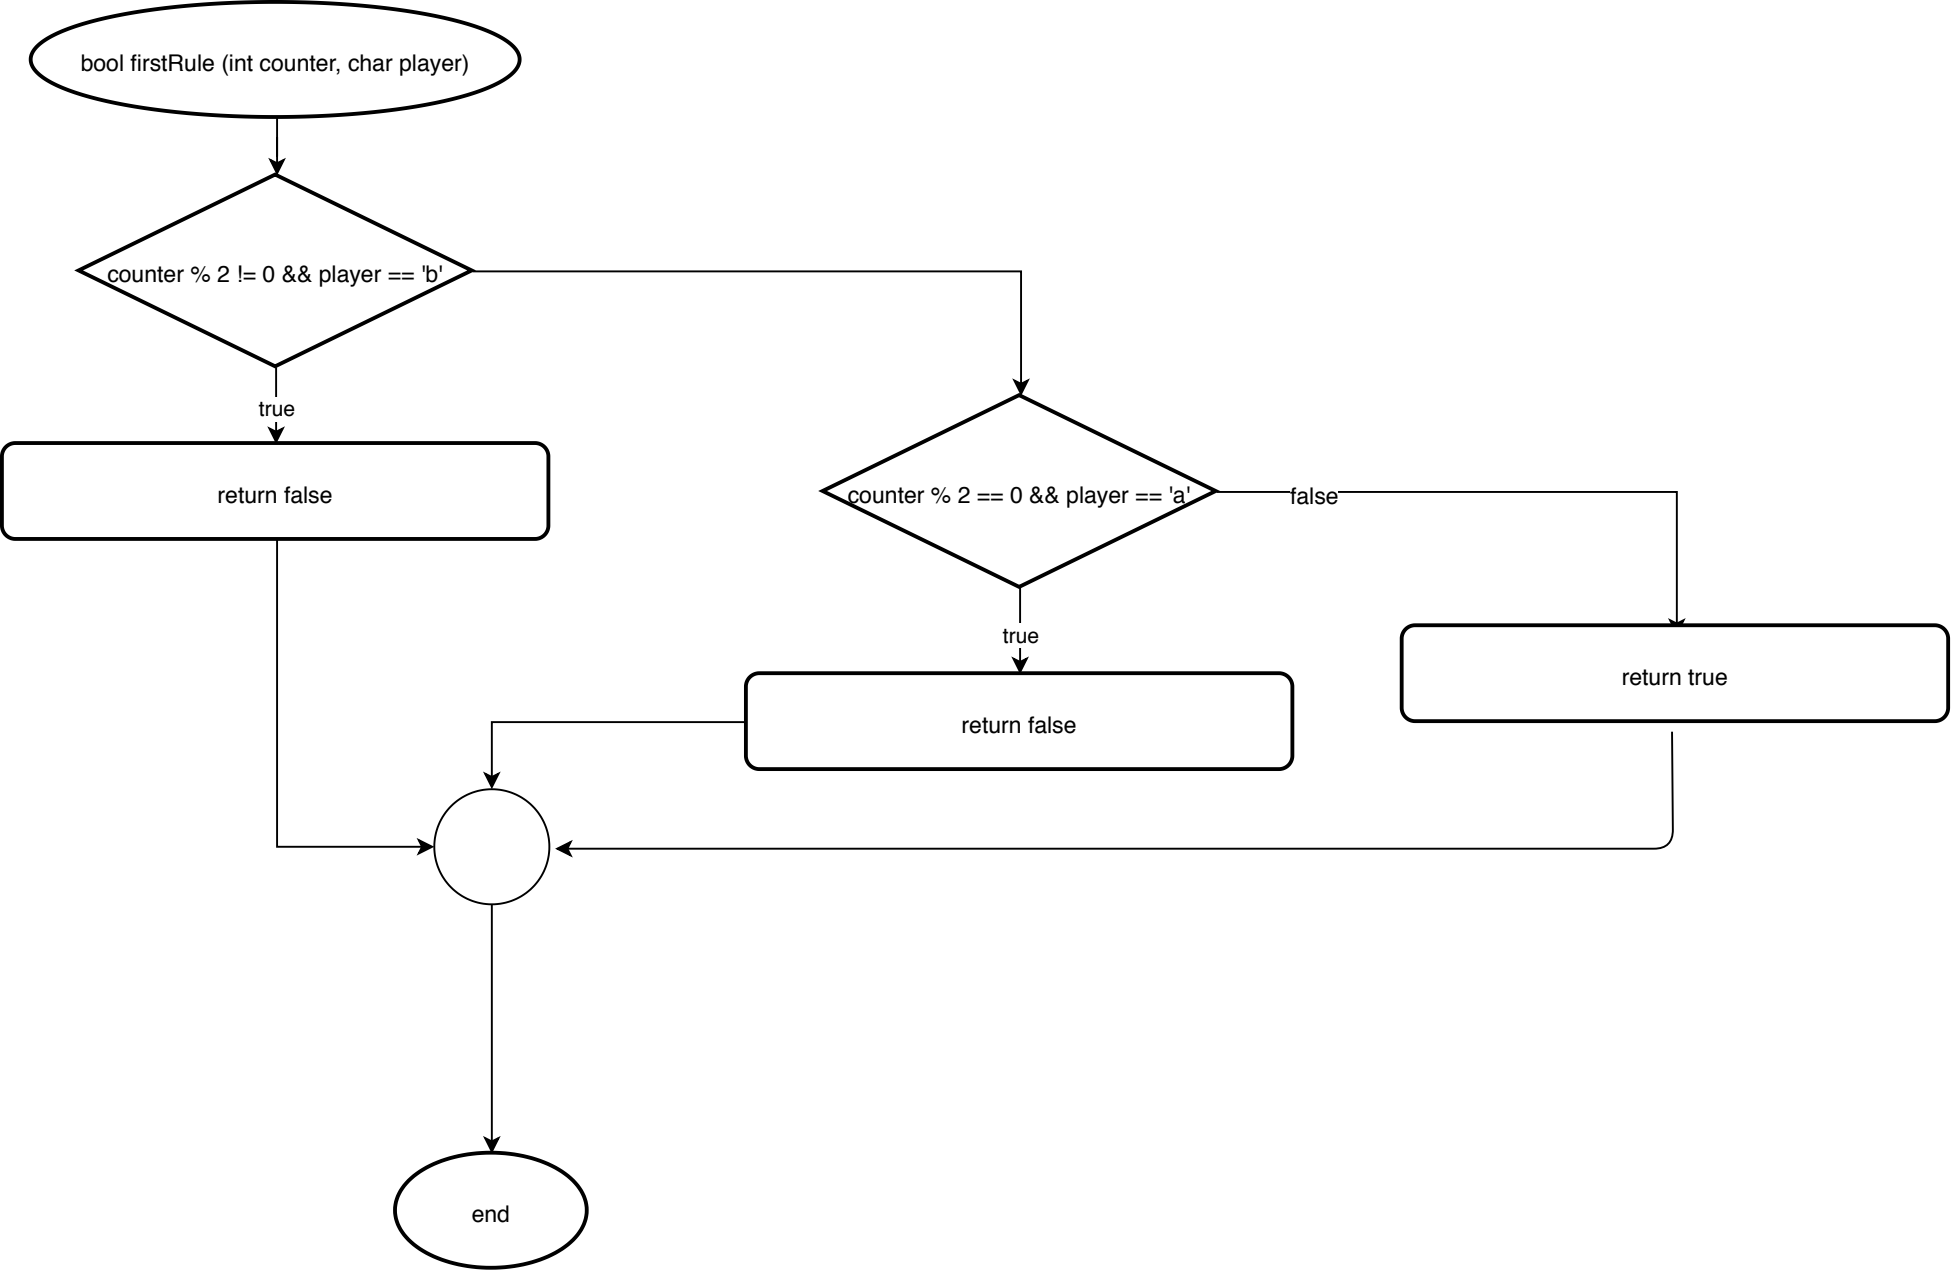 bool firstRule (int counter, char player)
counter % 2 != 0 && player == 'b'
true
return false
counter % 2 == 0 && player == 'a'
false
true
return false
return true
end